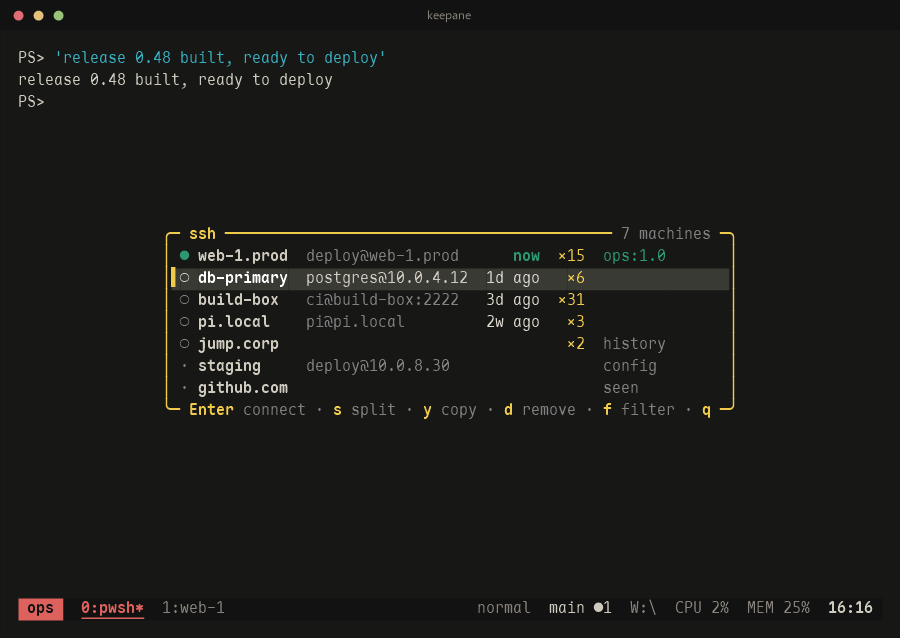 keepane
PS> 'release 0.48 built, ready to deploy'
release 0.48 built, ready to deploy
PS>
ssh 7 machines
● web-1.prod deploy@web-1.prod now ×15 ops:1.0
○ db-primary postgres@10.0.4.12 1d ago ×6
○ build-box ci@build-box:2222 3d ago ×31
○ pi.local pi@pi.local 2w ago ×3
○ jump.corp ×2 history
· staging deploy@10.0.8.30 config
· github.com seen
Enter connect · s split · y copy · d remove · f filter · q
ops 0:pwsh* 1:web-1 normal main ●1 W:\ CPU 2% MEM 25% 16:16